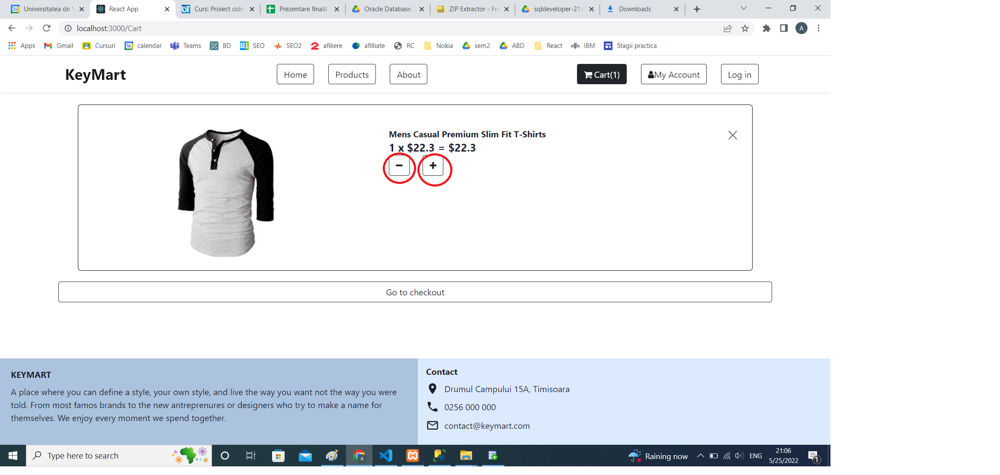 25 Universitatea de V
React App
Curs: Proiect cole
Prezentare finală
Oracle Database
ZIP ZIP Extractor - Fre
sqldeveloper-21.4
Downloads
localhost:3000/Cart
A
Apps
Gmail
Cursuri
16 calendar
Teams
BD
SEL SEO
SEO2
afiliere
afilliate
RC
Nokia
sem2
ABD
React
IBM
Stagii practica
KeyMart
Home
Products
About
Cart(1)
My Account
Log in
Mens Casual Premium Slim Fit T-Shirts
1 x $22.3 = $22.3
− +
Go to checkout
KEYMART
A place where you can define a style, your own style, and live the way you want not the way you were
told. From most famos brands to the new antreprenures or designers who try to make a name for
themselves. We enjoy every moment we spend together.
Contact
Drumul Campului 15A, Timisoara
0256 000 000
contact@keymart.com
Type here to search
A
Raining now
ENG
21:06
5/25/2022
1